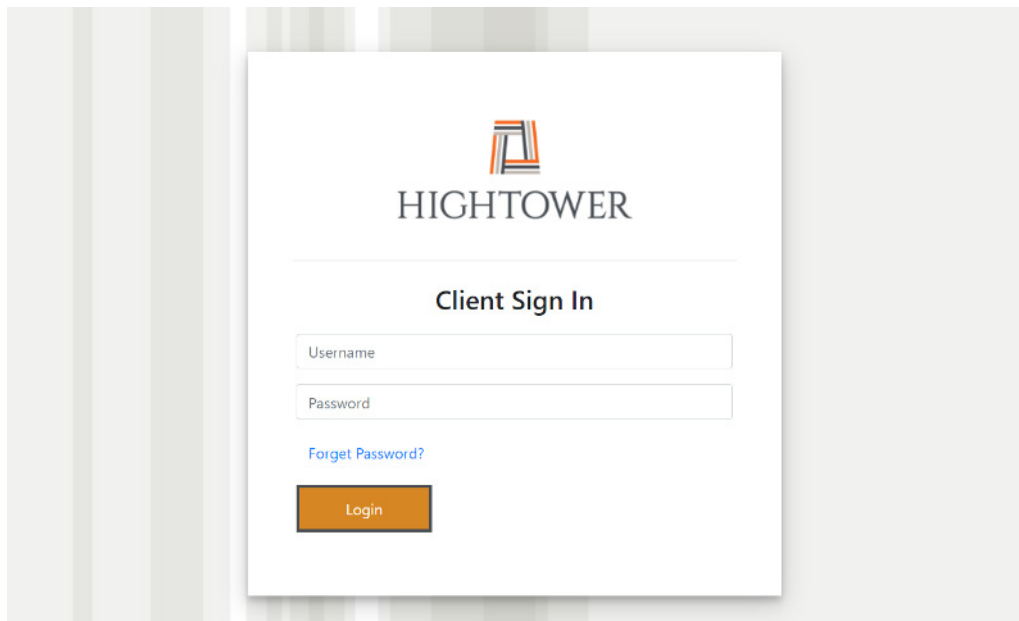 HIGHTOWER
Client Sign In
Username
Password
Forget Password?
Login